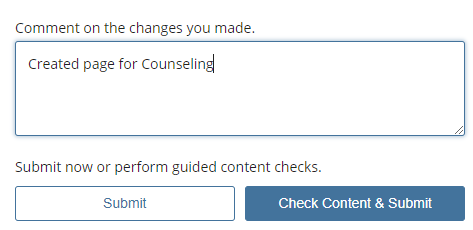 Comment on the changes you made.
Created page for Counseling
Submit now or perform guided content checks.
Submit
Check Content & Submit